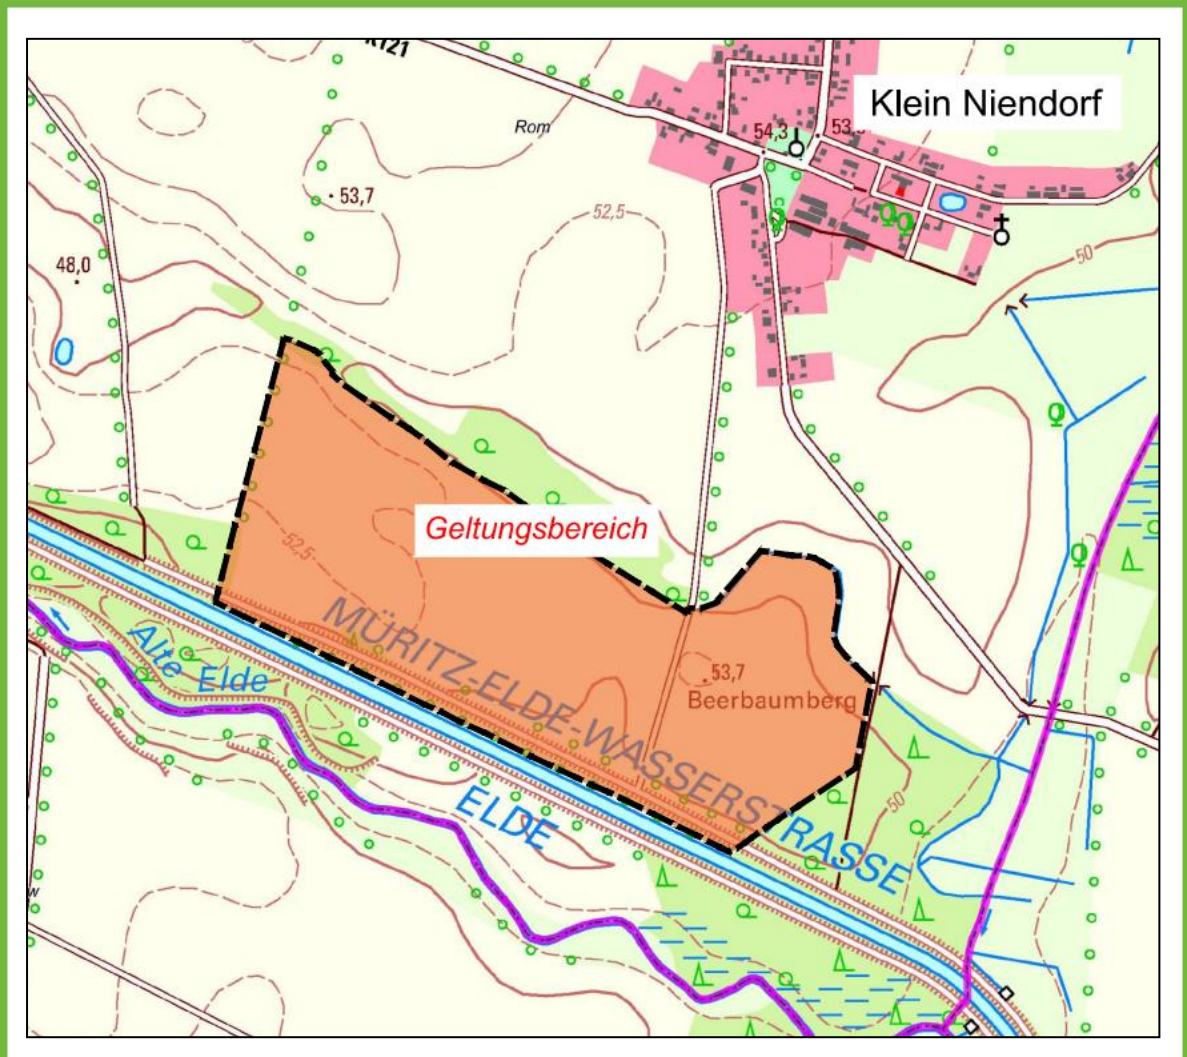 K121
Klein Niendorf
Rom
54,3
53,7
52,5
50
48,0
Geltungsbereich
52,5
MÜRITZ-ELDE-WASSERSTRASSE
Alte Elde
53,7
Beerbaumberg
ELDE
50
w